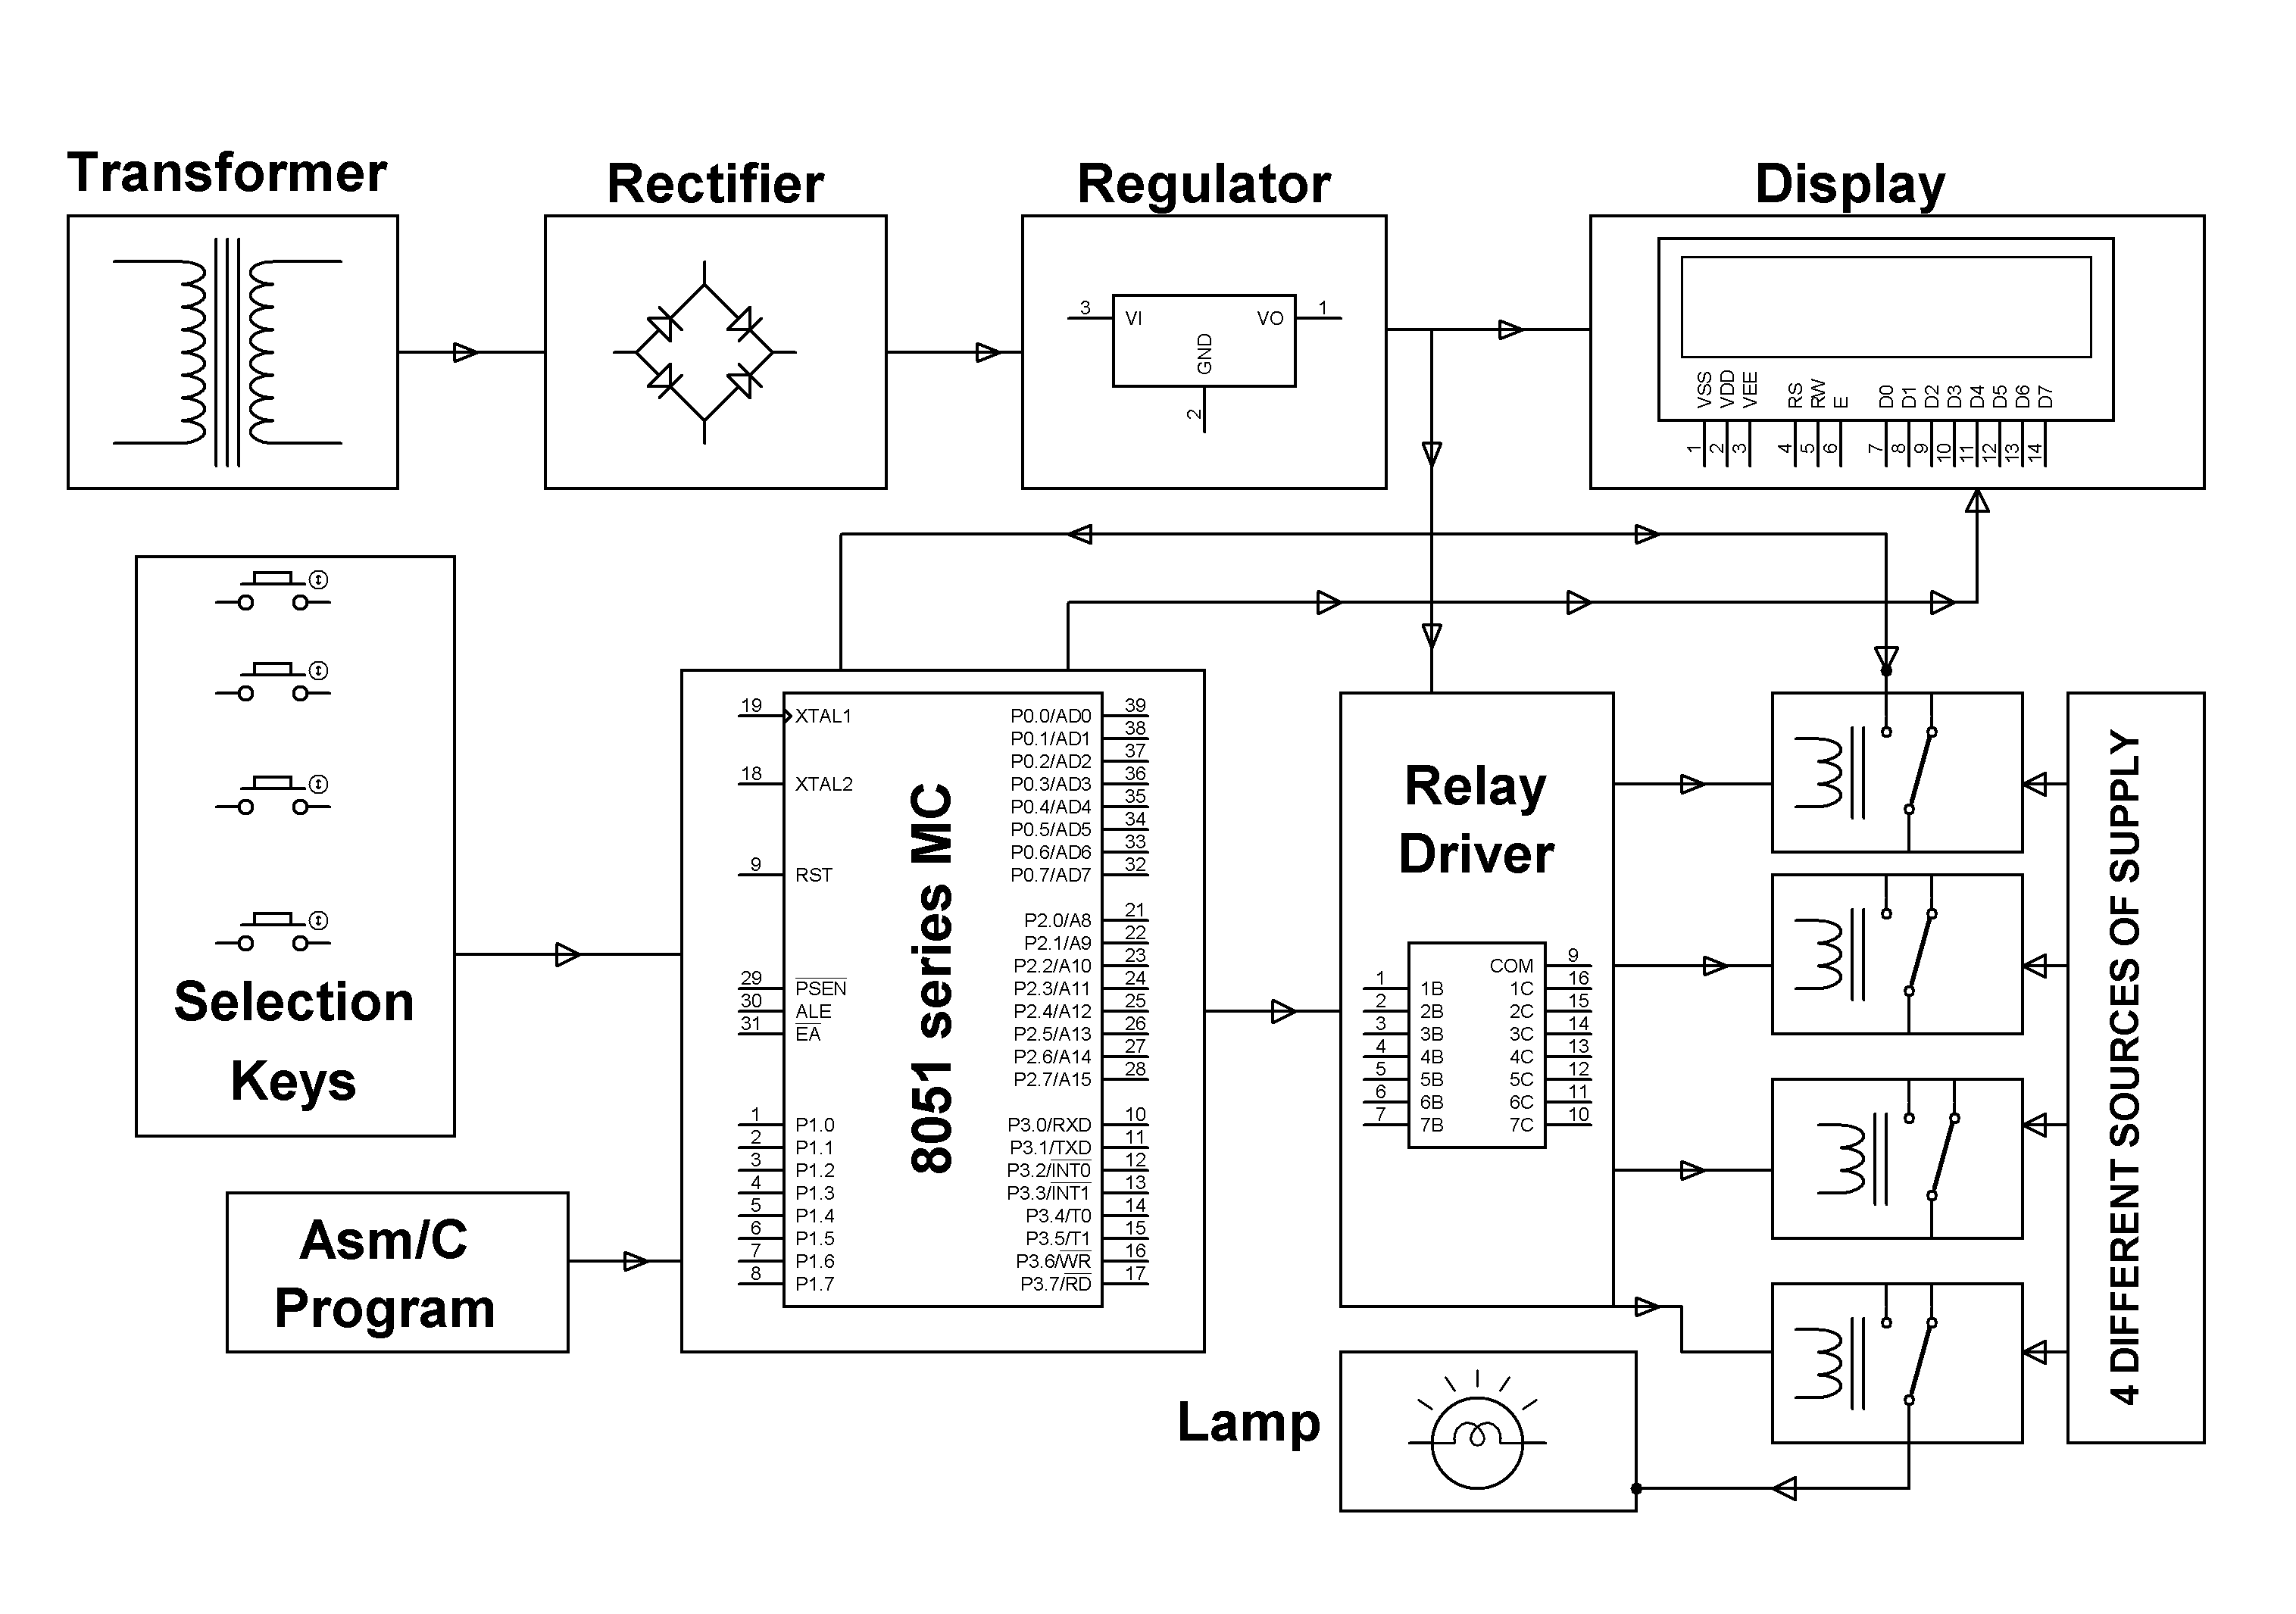 Transformer
Rectifier
Regulator
Display
3
VI
VO
1
GND
2
VSS
VDD
VEE
RS
RW
E
D0
D1
D2
D3
D4
D5
D6
D7
1
2
3
4
5
6
7
8
9
10
11
12
13
14
Selection
Keys
Asm/C
Program
8051 series MC
19
XTAL1
18
XTAL2
9
RST
29
PSEN
30
ALE
31
EA
1
P1.0
2
P1.1
3
P1.2
4
P1.3
5
P1.4
6
P1.5
7
P1.6
8
P1.7
P0.0/AD0
39
P0.1/AD1
38
P0.2/AD2
37
P0.3/AD3
36
P0.4/AD4
35
P0.5/AD5
34
P0.6/AD6
33
P0.7/AD7
32
P2.0/A8
21
P2.1/A9
22
P2.2/A10
23
P2.3/A11
24
P2.4/A12
25
P2.5/A13
26
P2.6/A14
27
P2.7/A15
28
P3.0/RXD
10
P3.1/TXD
11
P3.2/INT0
12
P3.3/INT1
13
P3.4/T0
14
P3.5/T1
15
P3.6/WR
16
P3.7/RD
17
Relay
Driver
COM
9
1
1B
1C
16
2
2B
2C
15
3
3B
3C
14
4
4B
4C
13
5
5B
5C
12
6
6B
6C
11
7
7B
7C
10
4 DIFFERENT SOURCES OF SUPPLY
Lamp